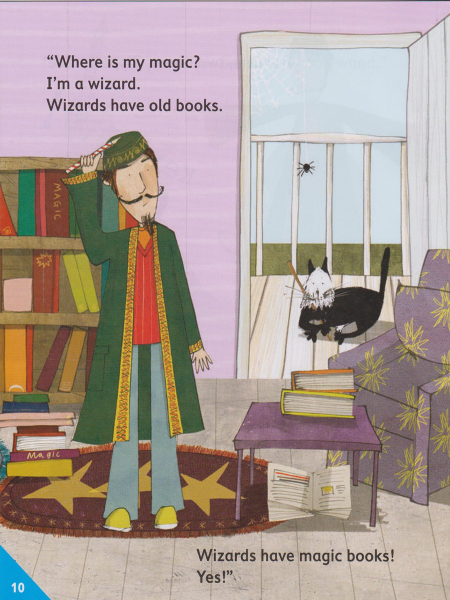 “Where is my magic?
I’m a wizard.
Wizards have old books.
MAGIC
Magic
Wizards have magic books!
Yes!”
10